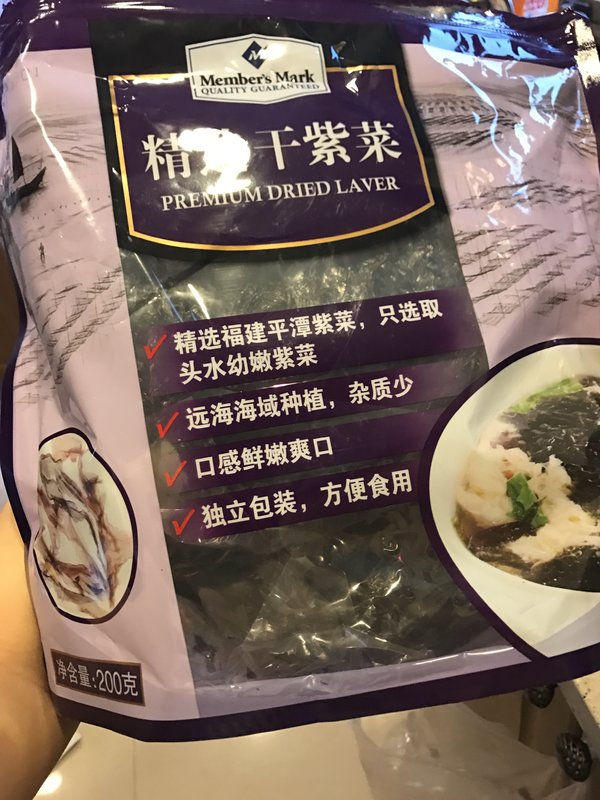 Member's Mark
QUALITY GUARANTEED
精选干紫菜
PREMIUM DRIED LAVER
精选福建平潭紫菜，只选取
头水幼嫩紫菜
远海海域种植，杂质少
口感鲜嫩爽口
独立包装，方便食用
净含量:200克